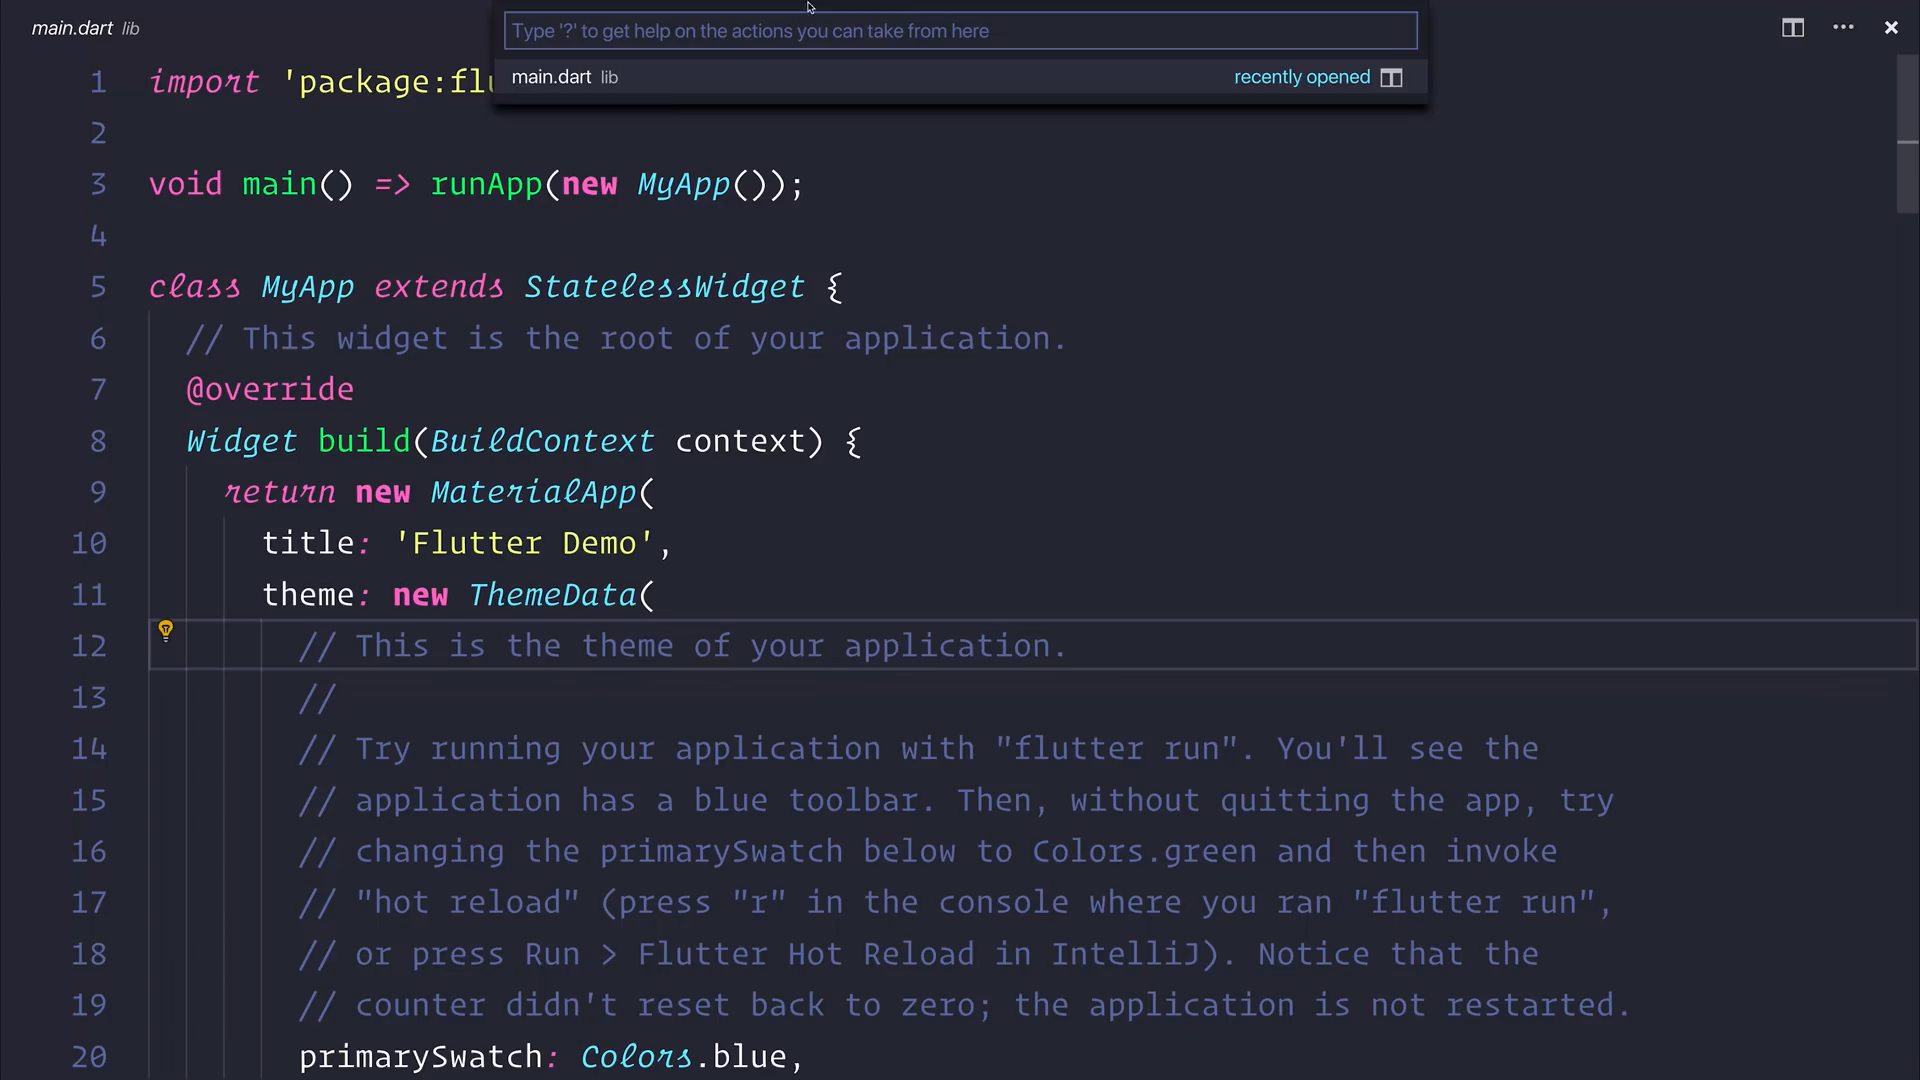 main.dart lib
Type '?' to get help on the actions you can take from here
main.dart lib recently opened
1 import 'package:flu
2
3 void main() => runApp(new MyApp());
4
5 class MyApp extends StatelessWidget {
6 // This widget is the root of your application.
7 @override
8 Widget build(BuildContext context) {
9 return new MaterialApp(
10 title: 'Flutter Demo',
11 theme: new ThemeData(
12 // This is the theme of your application.
13 //
14 // Try running your application with "flutter run". You'll see the
15 // application has a blue toolbar. Then, without quitting the app, try
16 // changing the primarySwatch below to Colors.green and then invoke
17 // "hot reload" (press "r" in the console where you ran "flutter run",
18 // or press Run > Flutter Hot Reload in IntelliJ). Notice that the
19 // counter didn't reset back to zero; the application is not restarted.
20 primarySwatch: Colors.blue,